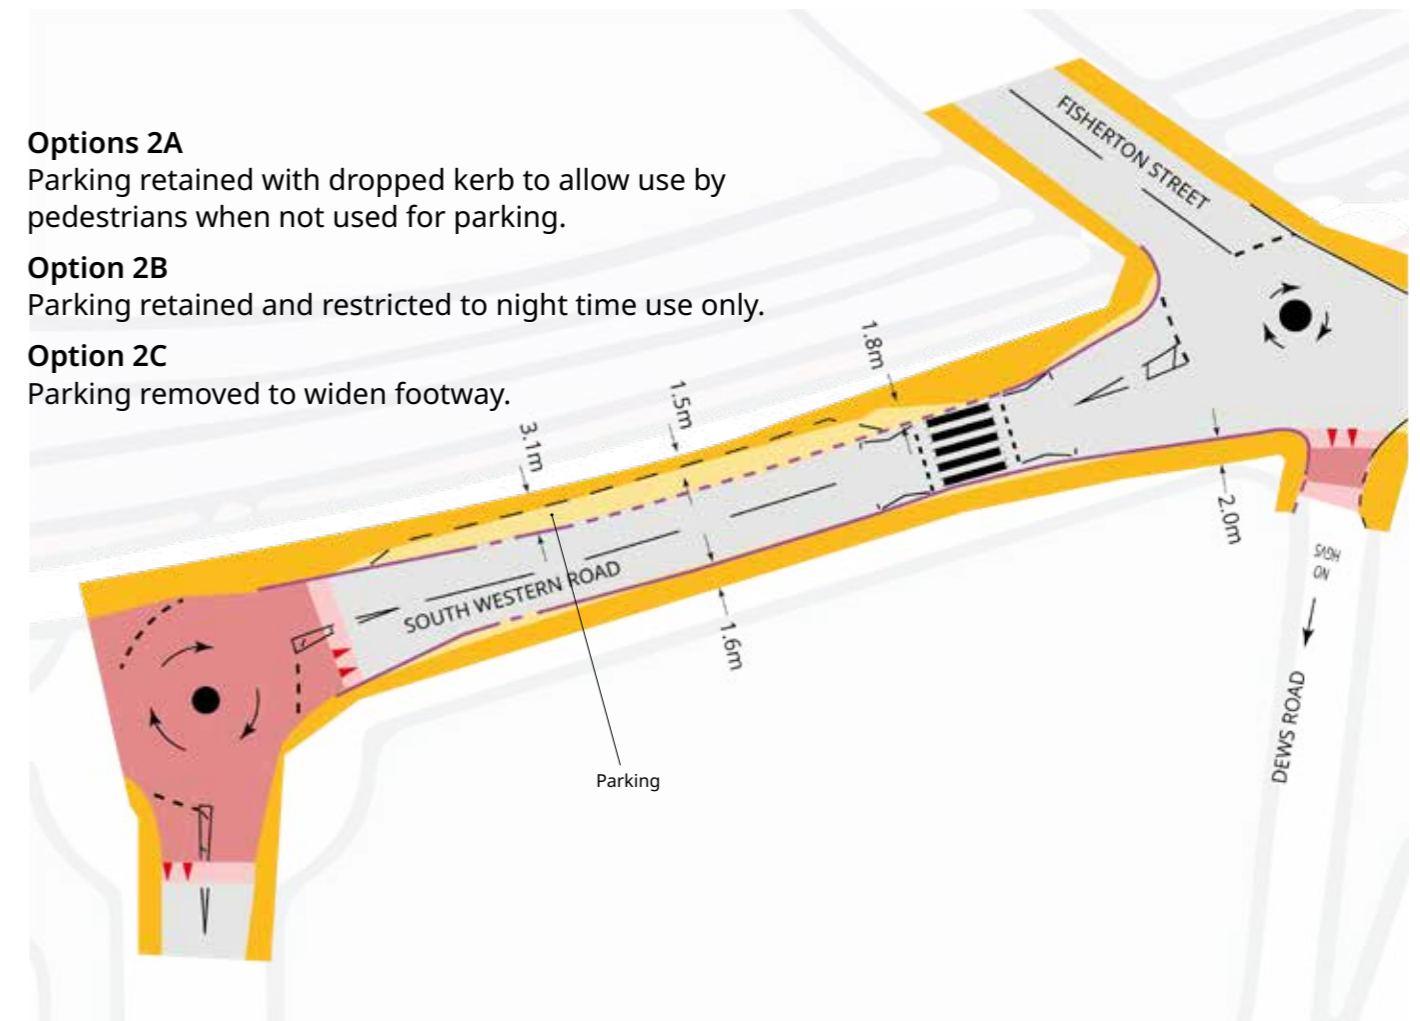 Options 2A
Parking retained with dropped kerb to allow use by
pedestrians when not used for parking.
Option 2B
Parking retained and restricted to night time use only.
Option 2C
Parking removed to widen footway.
FISHERTON STREET
1.8m
1.5m
3.1m
2.0m
SOUTH WESTERN ROAD
1.6m
NO
HGVS
DEWS ROAD
Parking